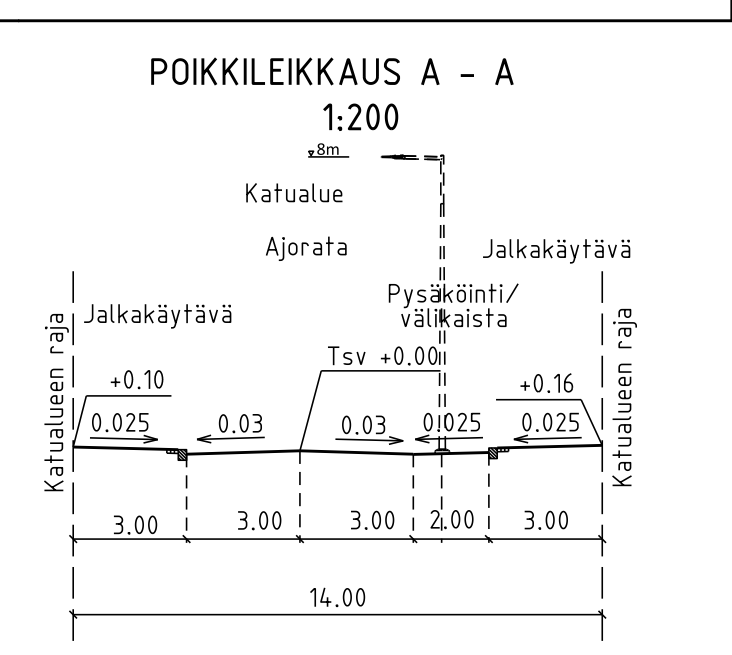 POIKKILEIKKAUS A - A
1:200
8m
Katualue
Ajorata
Jalkakäytävä
Pysäköinti/
välikaista
Jalkakäytävä
Katualueen raja
Katualueen raja
Tsv +0.00
+0.10
+0.16
0.025
0.03
0.03
0.025
0.025
3.00
3.00
3.00
2.00
3.00
14.00